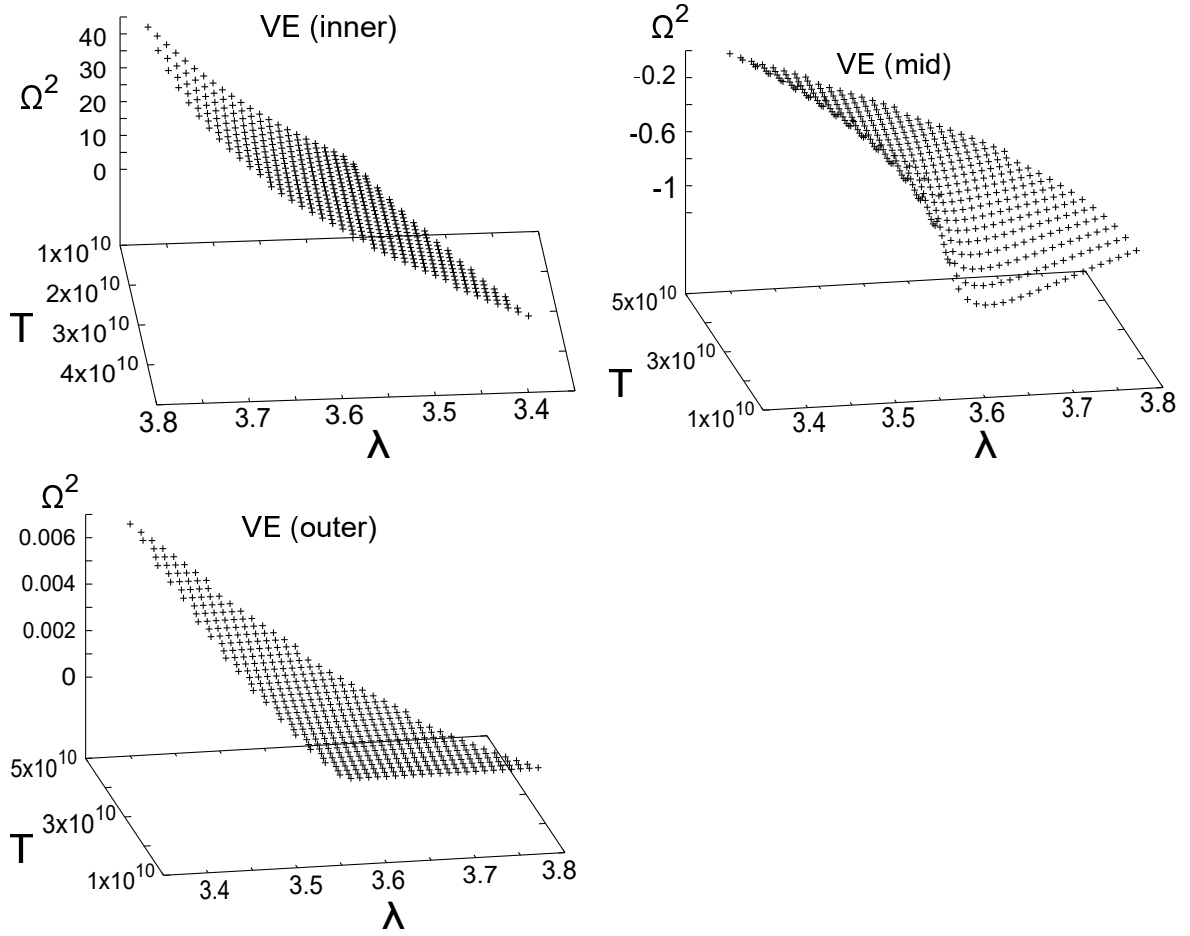 VE (inner)
Ω²
40
30
20
10
0
1x10¹⁰
2x10¹⁰
3x10¹⁰
4x10¹⁰
T
3.8
3.7
3.6
3.5
3.4
λ
VE (mid)
Ω²
-0.2
-0.6
-1
5x10¹⁰
3x10¹⁰
1x10¹⁰
T
3.4
3.5
3.6
3.7
3.8
λ
VE (outer)
Ω²
0.006
0.004
0.002
0
5x10¹⁰
3x10¹⁰
1x10¹⁰
T
3.4
3.5
3.6
3.7
3.8
λ